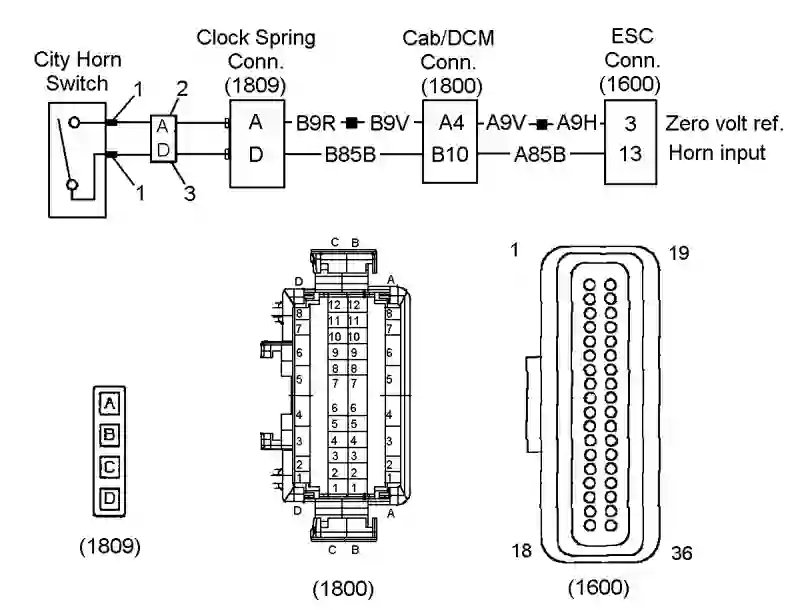 City Horn
Switch
Clock Spring
Conn.
(1809)
Cab/DCM
Conn.
(1800)
ESC
Conn.
(1600)
1
2
A
D
3
1
A
D
B9R
B9V
B85B
A4
B10
A9V
A9H
A85B
3
13
Zero volt ref.
Horn input
A
B
C
D
(1809)
C B
D
A
12 12
8 11 11 8
7 10 10 7
6 9 9 6
8 8
5 7 7 5
4 6 6 4
5 5
3 4 4 3
3 3
2 2 2 2
1 1 1 1
D
A
C B
(1800)
1
19
18
36
(1600)